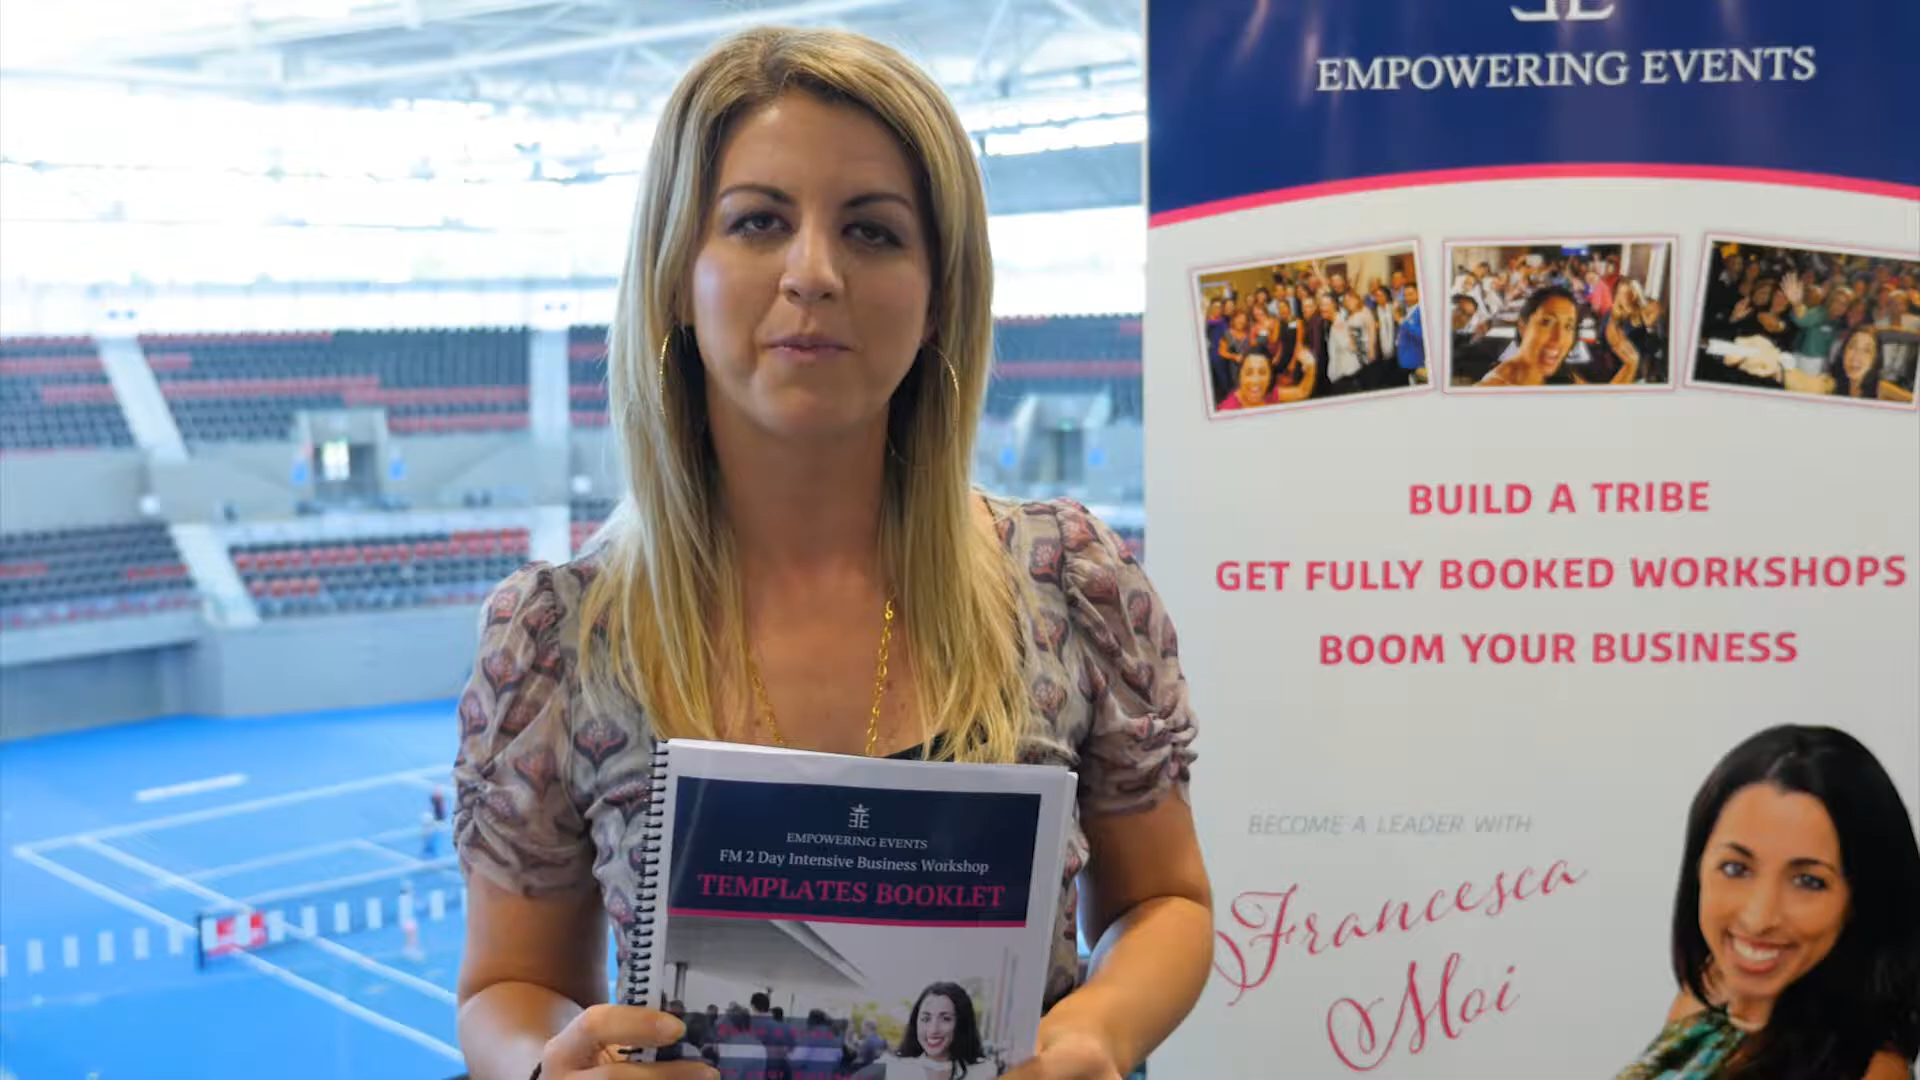 EMPOWERING EVENTS
BUILD A TRIBE
GET FULLY BOOKED WORKSHOPS
BOOM YOUR BUSINESS
BECOME A LEADER WITH
Francesca
Moi
EMPOWERING EVENTS
FM 2 Day Intensive Business Workshop
TEMPLATES BOOKLET